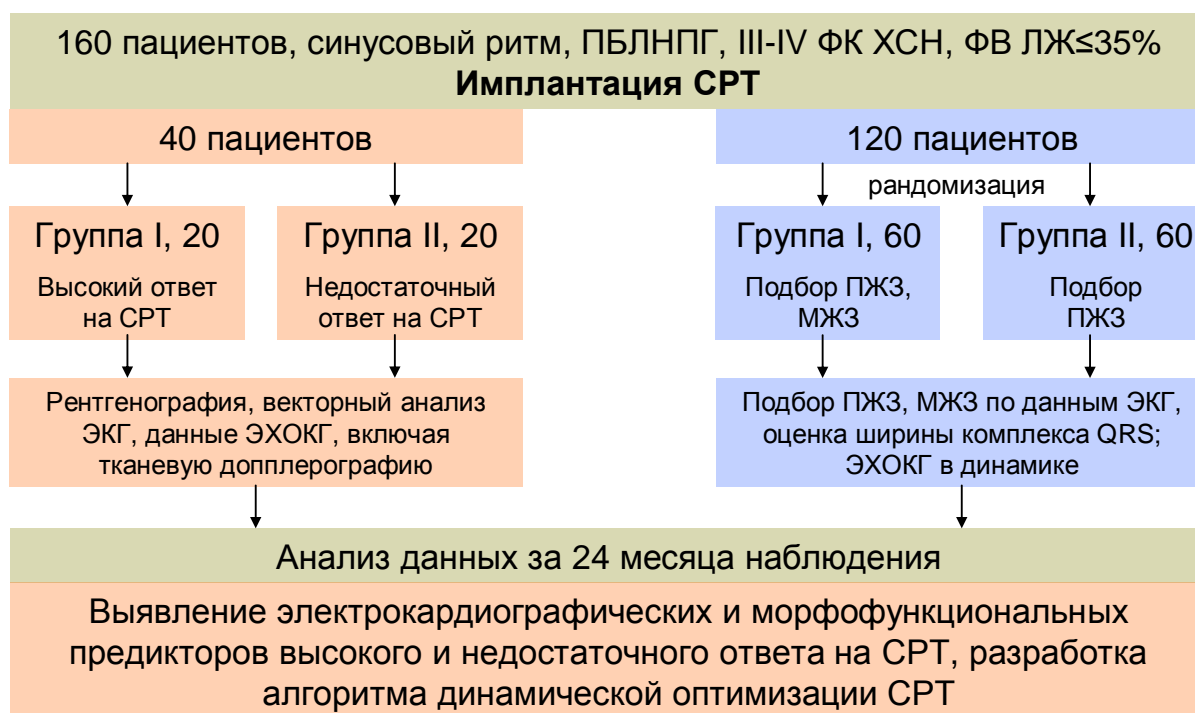 160 пациентов, синусовый ритм, ПБЛНПГ, III-IV ФК ХСН, ФВ ЛЖ≤35%
Имплантация СРТ
40 пациентов
Группа I, 20
Высокий ответ
на СРТ
Группа II, 20
Недостаточный
ответ на СРТ
Рентгенография, векторный анализ
ЭКГ, данные ЭХОКГ, включая
тканевую допплерографию
120 пациентов
рандомизация
Группа I, 60
Подбор ПЖЗ,
МЖЗ
Группа II, 60
Подбор
ПЖЗ
Подбор ПЖЗ, МЖЗ по данным ЭКГ,
оценка ширины комплекса QRS;
ЭХОКГ в динамике
Анализ данных за 24 месяца наблюдения
Выявление электрокардиографических и морфофункциональных
предикторов высокого и недостаточного ответа на СРТ, разработка
алгоритма динамической оптимизации СРТ